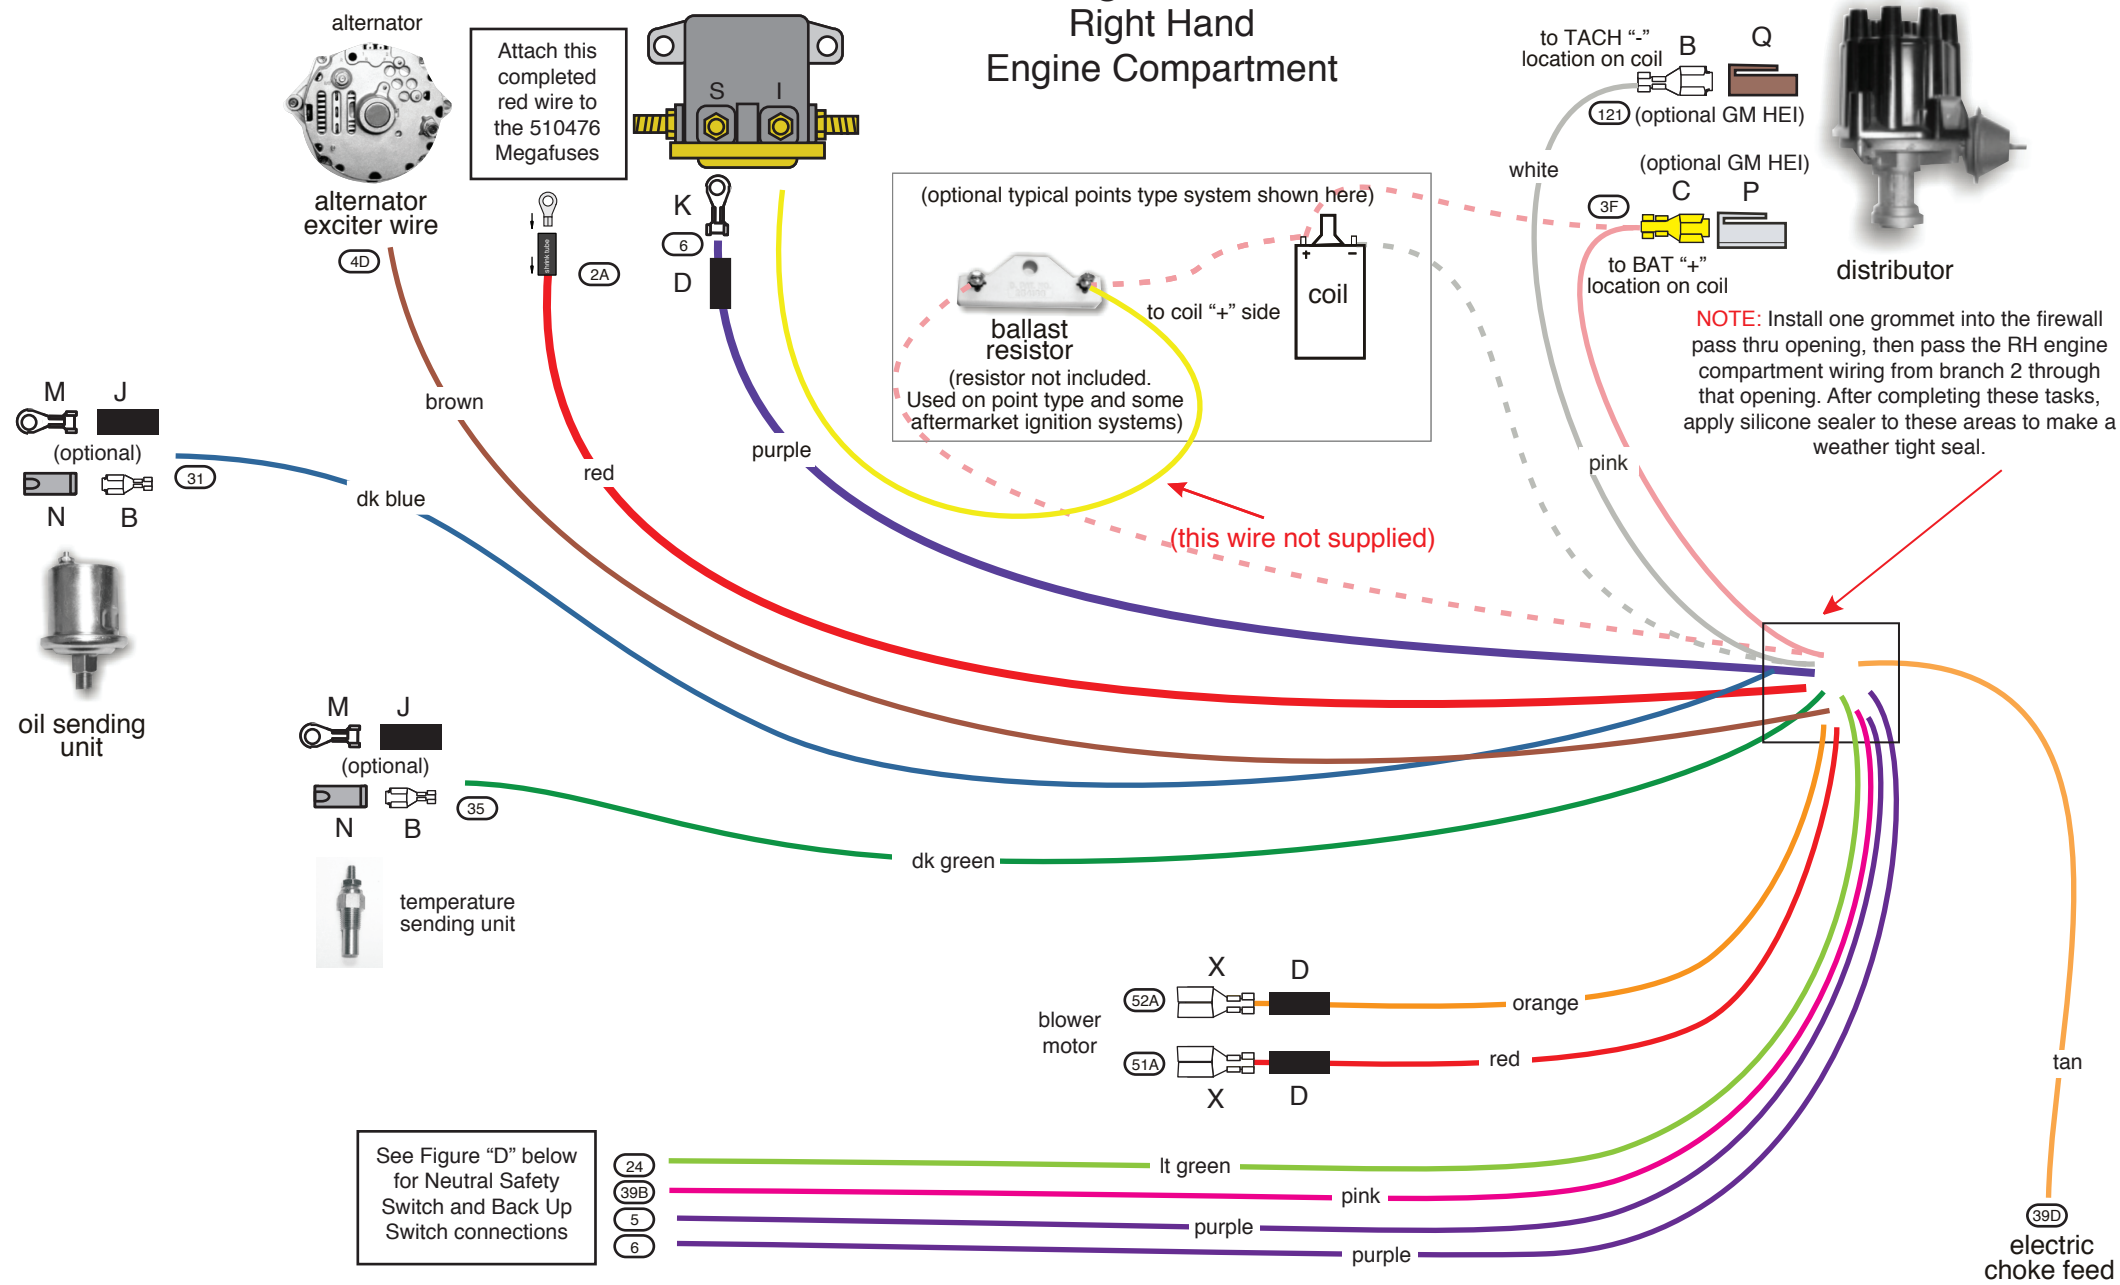 Right Hand
Engine Compartment
alternator
alternator
exciter wire
4D
Attach this
completed
red wire to
the 510476
Megafuses
shrink tube
2A
S I
K
6
D
(optional typical points type system shown here)
ballast
resistor
(resistor not included.
Used on point type and some
aftermarket ignition systems)
to coil “+” side
+ −
coil
(this wire not supplied)
to TACH “-”
location on coil
B Q
121 (optional GM HEI)
white
(optional GM HEI)
C P
3F
to BAT “+”
location on coil
distributor
NOTE: Install one grommet into the firewall
pass thru opening, then pass the RH engine
compartment wiring from branch 2 through
that opening. After completing these tasks,
apply silicone sealer to these areas to make a
weather tight seal.
pink
M J
(optional)
N B
31
dk blue
brown
red
purple
oil sending
unit
M J
(optional)
N B
35
dk green
temperature
sending unit
blower
motor
X D
52A
orange
51A
red
X D
tan
39D
electric
choke feed
See Figure “D” below
for Neutral Safety
Switch and Back Up
Switch connections
24
lt green
39B
pink
5
purple
6
purple